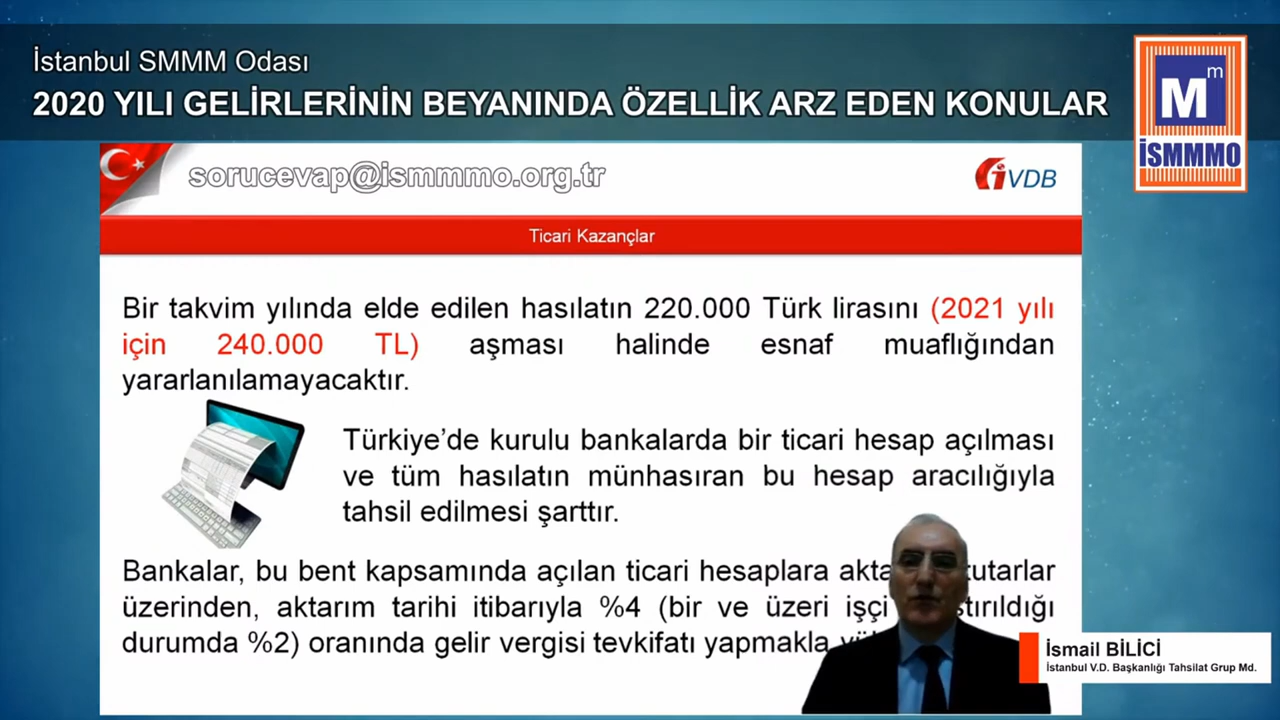 İstanbul SMMM Odası
2020 YILI GELİRLERİNİN BEYANINDA ÖZELLİK ARZ EDEN KONULAR
Mm
İSMMMO
sorucevap@ismmmo.org.tr
iVDB
Ticari Kazançlar
Bir takvim yılında elde edilen hasılatın 220.000 Türk lirasını (2021 yılı
için 240.000 TL) aşması halinde esnaf muaflığından
yararlanılamayacaktır.
Türkiye’de kurulu bankalarda bir ticari hesap açılması
ve tüm hasılatın münhasıran bu hesap aracılığıyla
tahsil edilmesi şarttır.
Bankalar, bu bent kapsamında açılan ticari hesaplara
üzerinden, aktarım tarihi itibarıyla %4 (bir ve üzeri işçi
durumda %2) oranında gelir vergisi tevkifatı yapmakla
İsmail BİLİCİ
İstanbul V.D. Başkanlığı Tahsilat Grup Md.